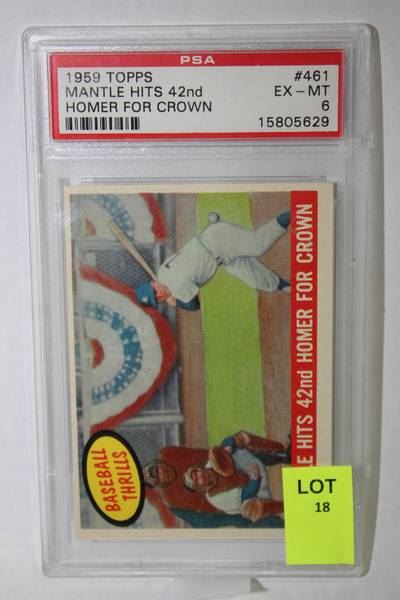 PSA
1959 TOPPS #461
MANTLE HITS 42nd EX-MT
HOMER FOR CROWN 6
15805629
BASEBALL
THRILLS
LE HITS 42nd HOMER FOR CROWN
LOT
18